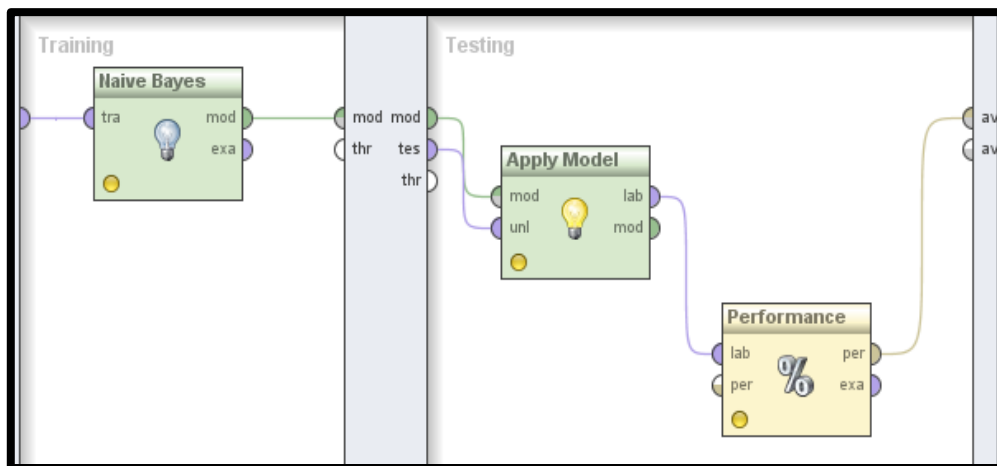 Training
Testing
Naive Bayes
tra mod
exa
mod mod
thr tes
thr
Apply Model
mod lab
unl mod
Performance
lab per
per exa
%
av
av